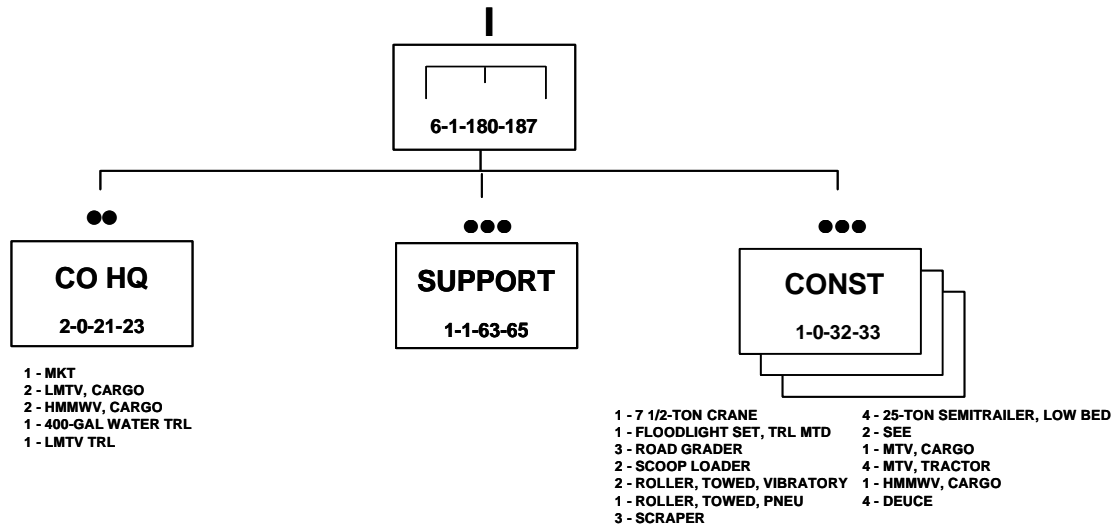 6-1-180-187
CO HQ
2-0-21-23
SUPPORT
1-1-63-65
CONST
1-0-32-33
1 - MKT
2 - LMTV, CARGO
2 - HMMWV, CARGO
1 - 400-GAL WATER TRL
1 - LMTV TRL
1 - 7 1/2-TON CRANE
1 - FLOODLIGHT SET, TRL MTD
3 - ROAD GRADER
2 - SCOOP LOADER
2 - ROLLER, TOWED, VIBRATORY
1 - ROLLER, TOWED, PNEU
3 - SCRAPER
4 - 25-TON SEMITRAILER, LOW BED
2 - SEE
1 - MTV, CARGO
4 - MTV, TRACTOR
1 - HMMWV, CARGO
4 - DEUCE